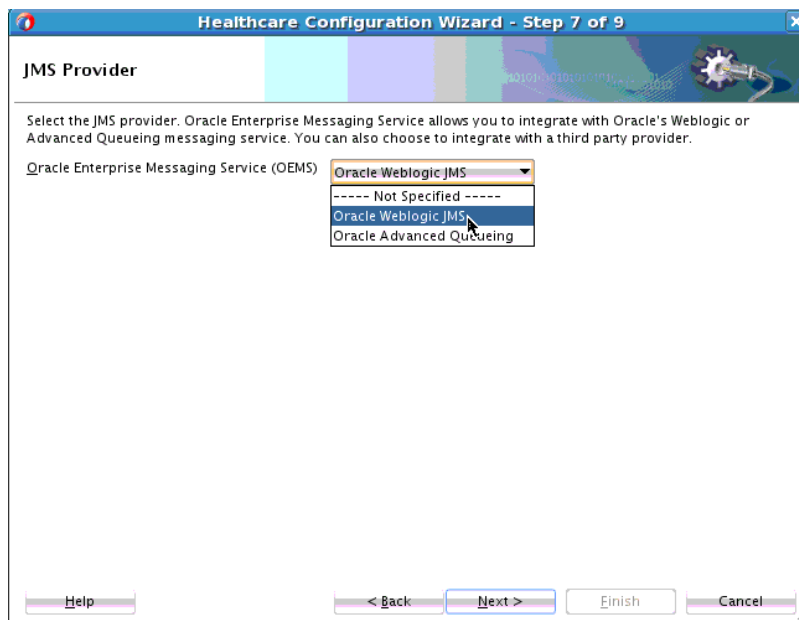 Healthcare Configuration Wizard - Step 7 of 9
JMS Provider
Select the JMS provider. Oracle Enterprise Messaging Service allows you to integrate with Oracle's Weblogic or
Advanced Queueing messaging service. You can also choose to integrate with a third party provider.
Oracle Enterprise Messaging Service (OEMS)
Oracle Weblogic JMS
----- Not Specified -----
Oracle Weblogic JMS
Oracle Advanced Queueing
Help
< Back
Next >
Finish
Cancel